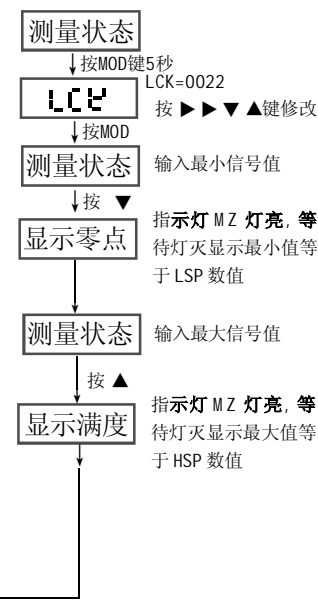 测量状态
按MOD键5秒
LCK
LCK=0022
按 ▶ ▶ ▼ ▲键修改
按MOD
测量状态
输入最小信号值
按 ▼
显示零点
指示灯 MZ 灯亮, 等
待灯灭显示最小值等
于 LSP 数值
测量状态
输入最大信号值
按 ▲
显示满度
指示灯 MZ 灯亮, 等
待灯灭显示最大值等
于 HSP 数值